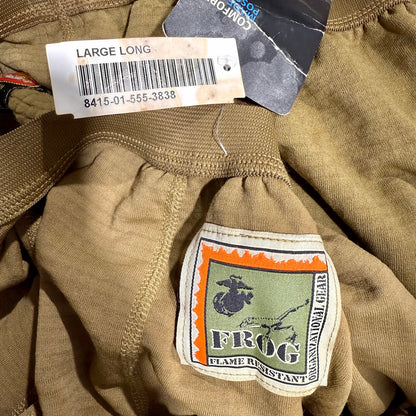 LARGE LONG
8415-01-555-3838
FROG
FLAME RESISTANT
ORGANIZATIONAL GEAR